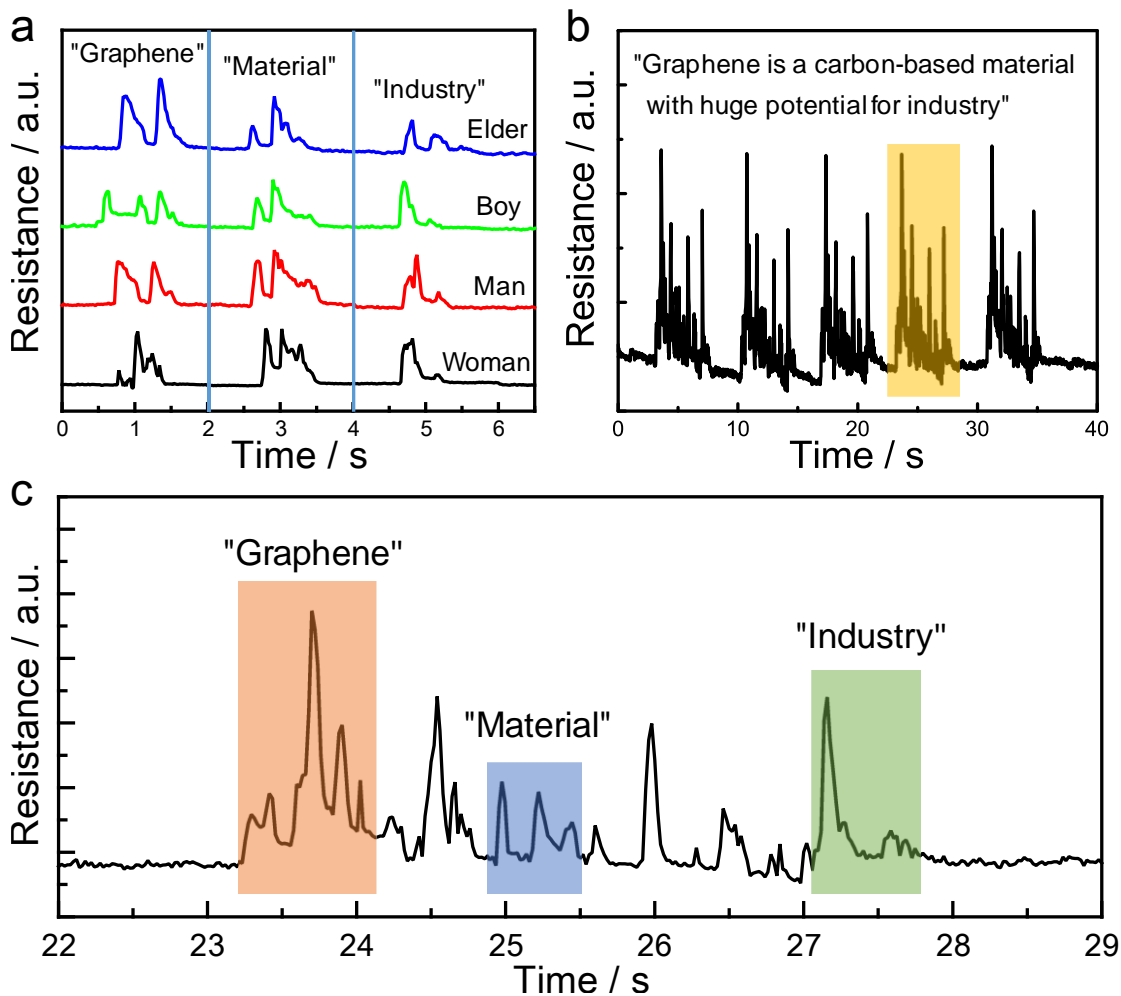 a
"Graphene"
"Material"
"Industry"
Elder
Boy
Man
Woman
Resistance / a.u.
0 1 2 3 4 5 6
Time / s
b
"Graphene is a carbon-based material
with huge potential for industry"
Resistance / a.u.
0 10 20 30 40
Time / s
c
"Graphene"
"Material"
"Industry"
Resistance / a.u.
22 23 24 25 26 27 28 29
Time / s